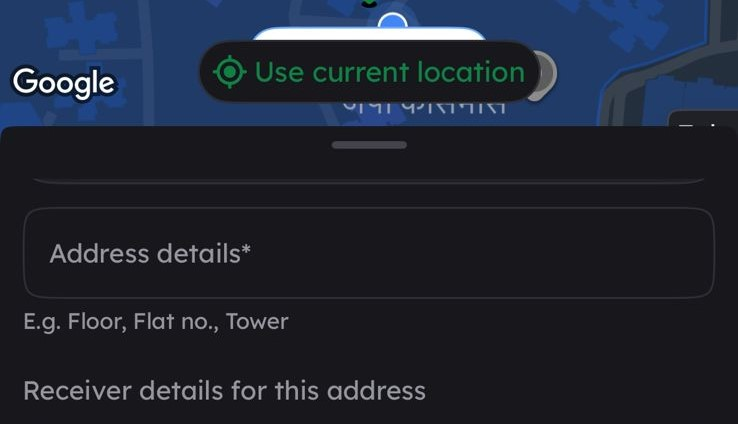 Google
Use current location
Address details*
E.g. Floor, Flat no., Tower
Receiver details for this address